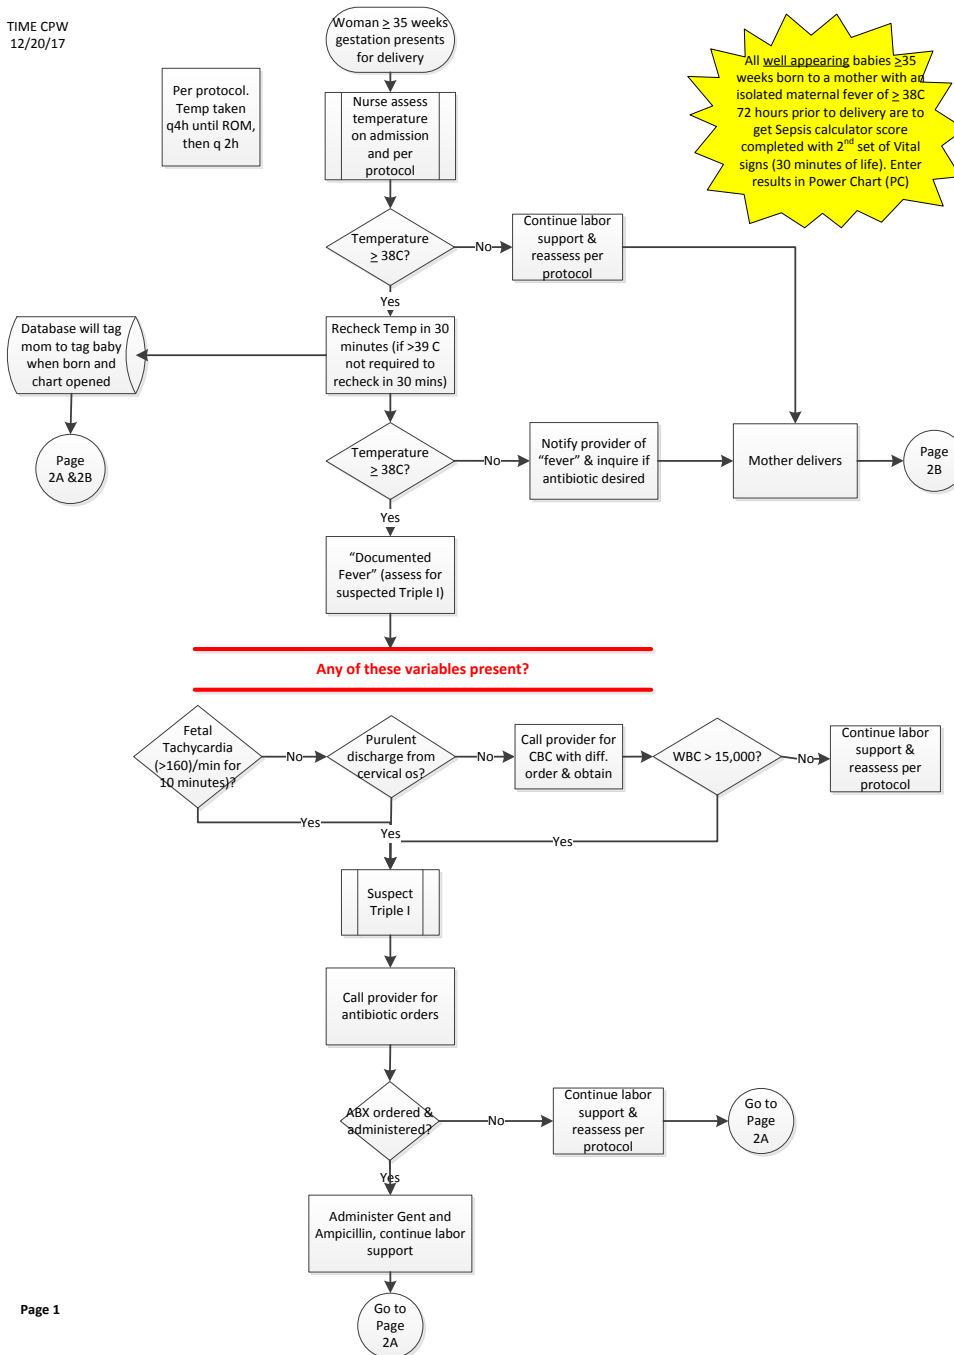 TIME CPW
12/20/17
Woman ≥ 35 weeks
gestation presents
for delivery
All well appearing babies ≥35
weeks born to a mother with an
isolated maternal fever of ≥ 38C
72 hours prior to delivery are to
get Sepsis calculator score
completed with 2nd set of Vital
signs (30 minutes of life). Enter
results in Power Chart (PC)
Per protocol.
Temp taken
q4h until ROM,
then q 2h
Nurse assess
temperature
on admission
and per
protocol
Temperature
≥ 38C?
No
Continue labor
support &
reassess per
protocol
Yes
Database will tag
mom to tag baby
when born and
chart opened
Recheck Temp in 30
minutes (if >39 C
not required to
recheck in 30 mins)
Page
2A &2B
Temperature
≥ 38C?
No
Notify provider of
“fever” & inquire if
antibiotic desired
Mother delivers
Page
2B
Yes
“Documented
Fever” (assess for
suspected Triple I)
Any of these variables present?
Fetal
Tachycardia
(>160)/min for
10 minutes)?
No
Purulent
discharge from
cervical os?
No
Call provider for
CBC with diff.
order & obtain
WBC > 15,000?
No
Continue labor
support &
reassess per
protocol
Yes
Yes
Yes
Suspect
Triple I
Call provider for
antibiotic orders
ABX ordered &
administered?
No
Continue labor
support &
reassess per
protocol
Go to
Page
2A
Yes
Administer Gent and
Ampicillin, continue labor
support
Go to
Page
2A
Page 1